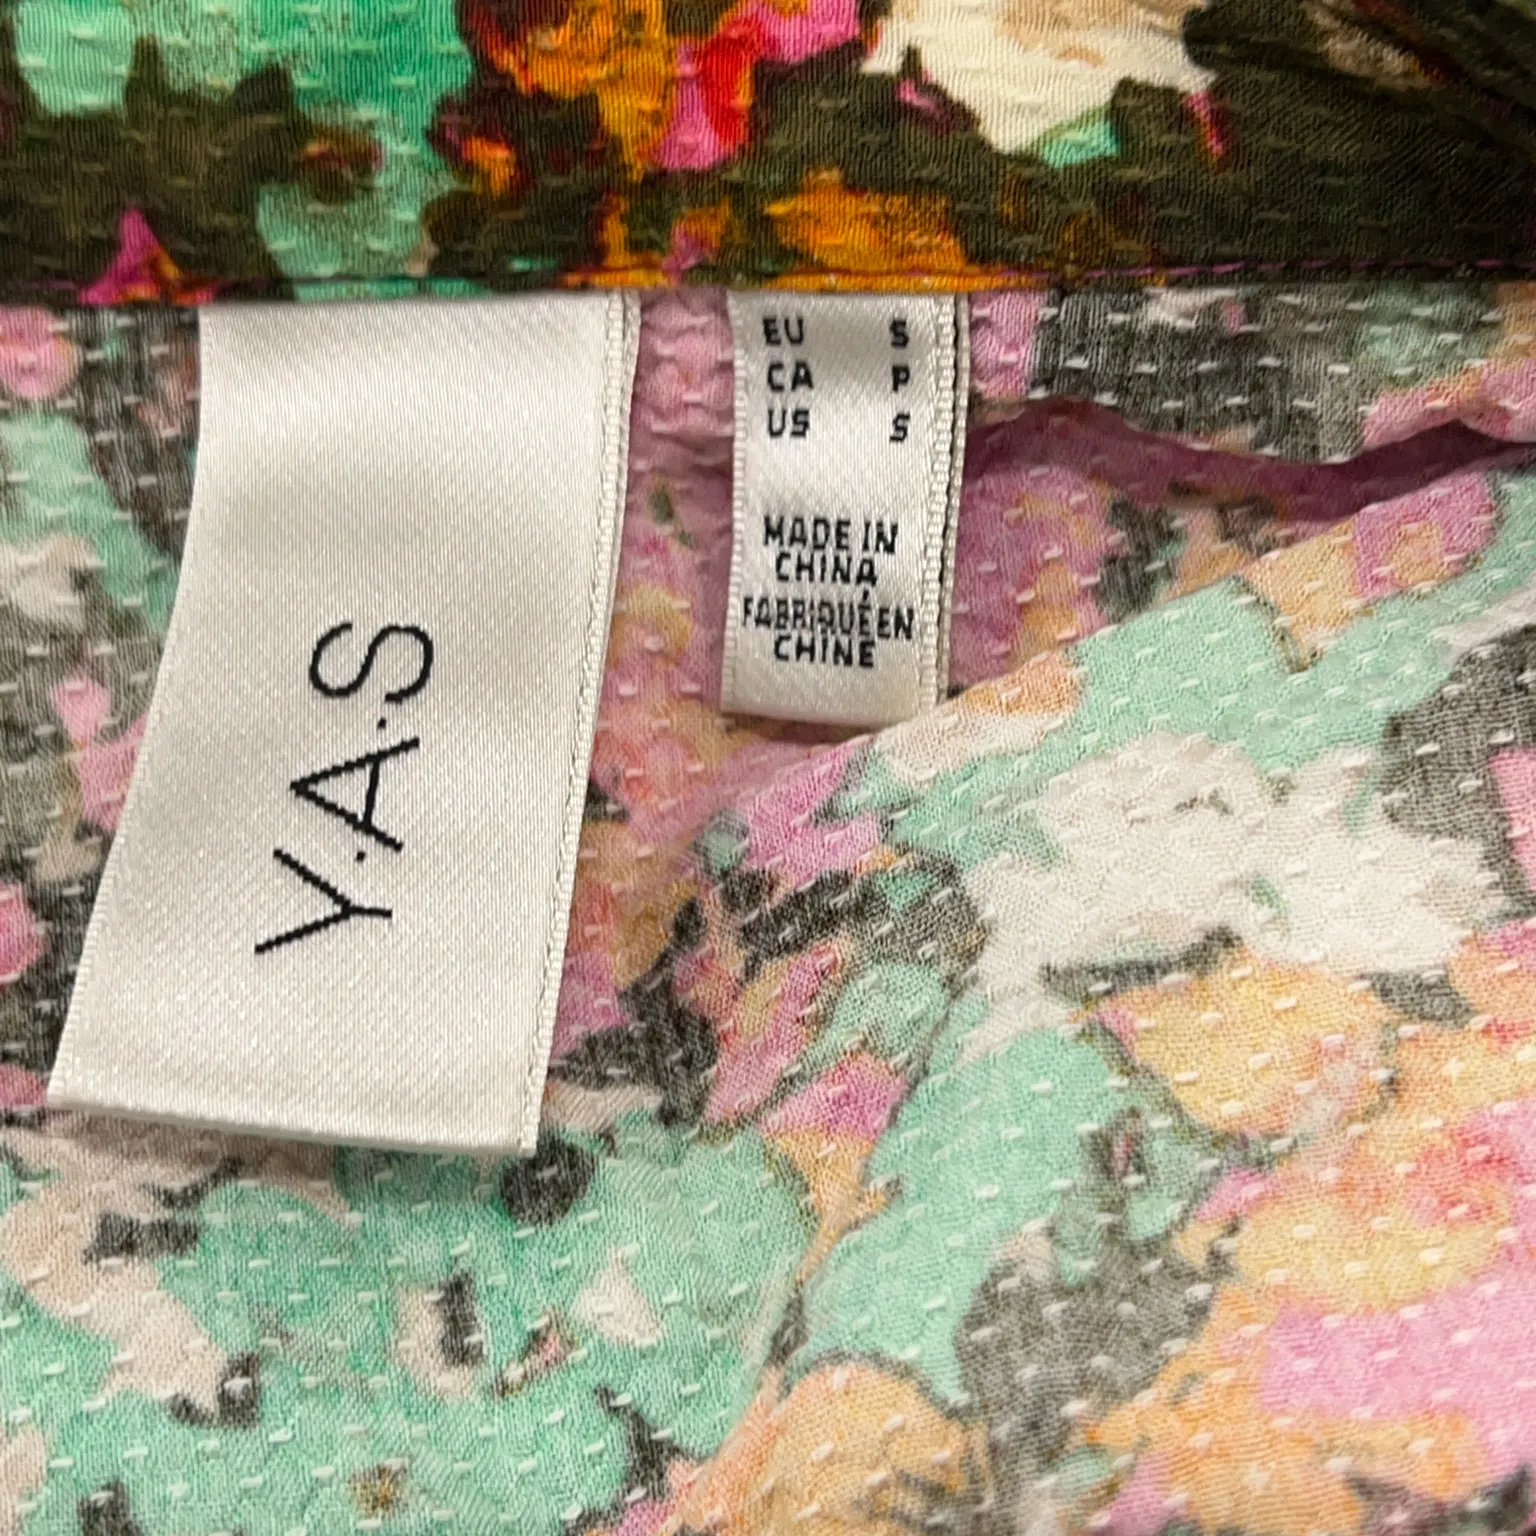 Y.A.S
EU S
CA P
US S
MADE IN
CHINA
FABRIQUÉ EN
CHINE